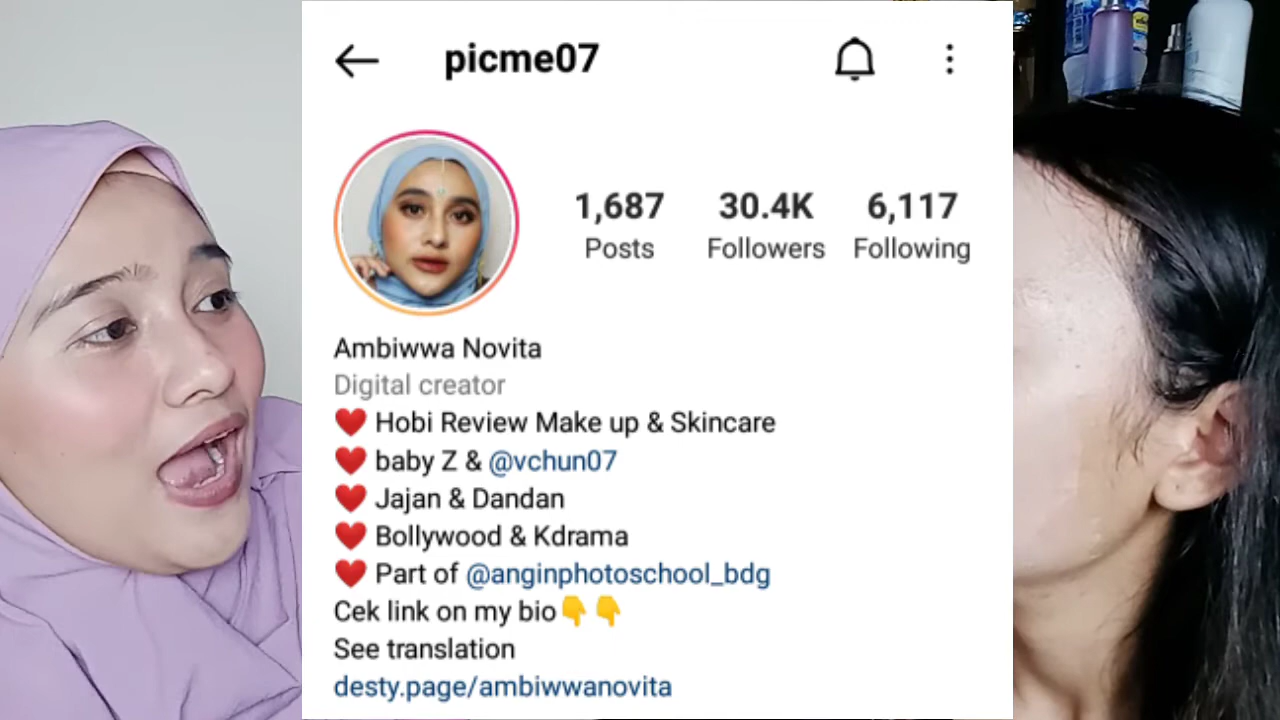 picme07
1,687 30.4K 6,117
Posts Followers Following
Ambiwwa Novita
Digital creator
❤️ Hobi Review Make up & Skincare
❤️ baby Z & @vchun07
❤️ Jajan & Dandan
❤️ Bollywood & Kdrama
❤️ Part of @anginphotoschool_bdg
Cek link on my bio👇👇
See translation
desty.page/ambiwwanovita